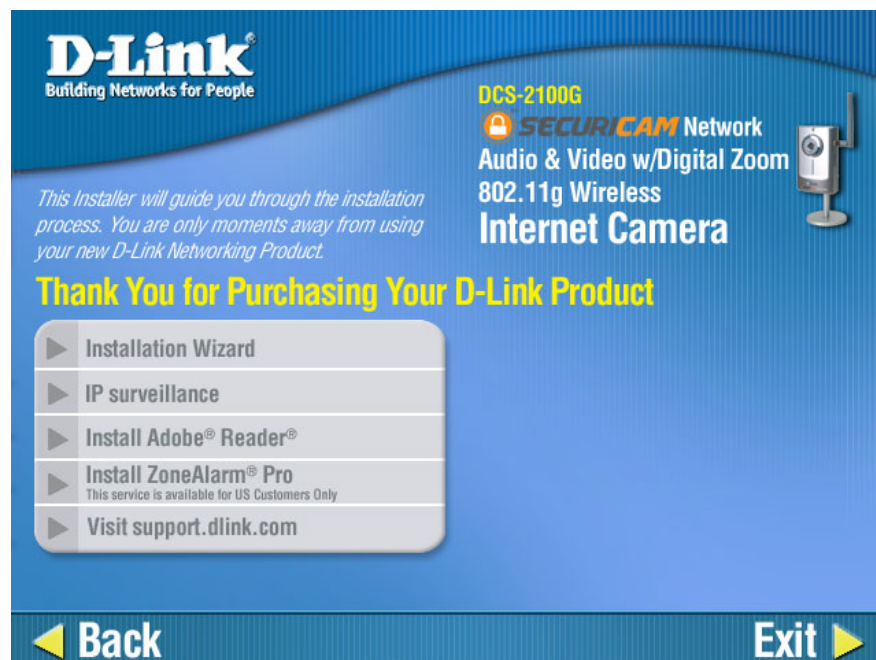 D-Link®
Building Networks for People
DCS-2100G
SECURICAM Network
Audio & Video w/Digital Zoom
802.11g Wireless
Internet Camera
This Installer will guide you through the installation
process. You are only moments away from using
your new D-Link Networking Product.
Thank You for Purchasing Your D-Link Product
Installation Wizard
IP surveillance
Install Adobe® Reader®
Install ZoneAlarm® Pro
This service is available for US Customers Only
Visit support.dlink.com
Back
Exit